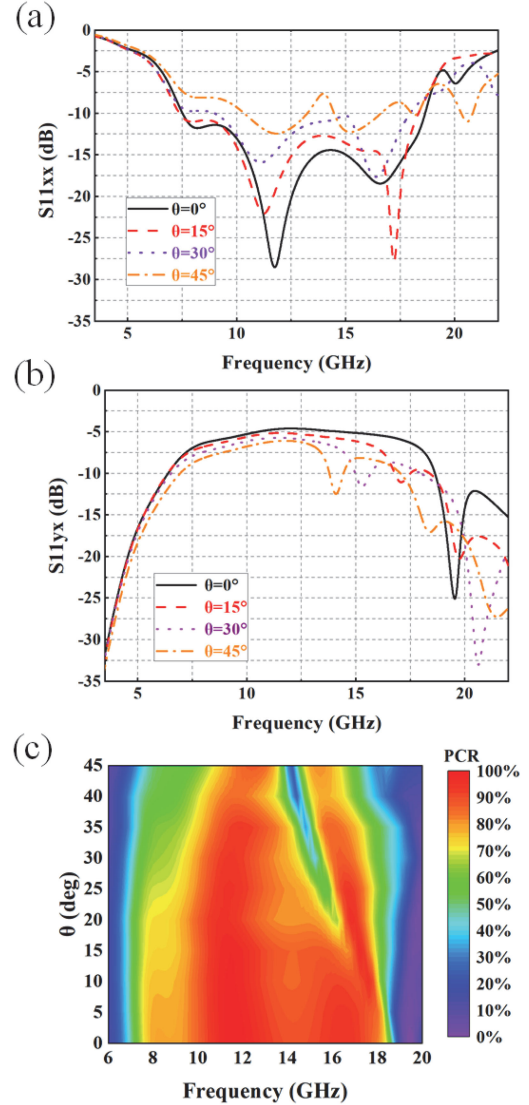 (a)
0
-5
-10
-15
-20
-25
-30
-35
S11xx (dB)
θ=0°
θ=15°
θ=30°
θ=45°
5 10 15 20
Frequency (GHz)
(b)
0
-5
-10
-15
-20
-25
-30
-35
S11yx (dB)
θ=0°
θ=15°
θ=30°
θ=45°
5 10 15 20
Frequency (GHz)
(c)
45
40
35
30
25
20
15
10
5
0
θ (deg)
6 8 10 12 14 16 18 20
Frequency (GHz)
PCR
100%
90%
80%
70%
60%
50%
40%
30%
20%
10%
0%